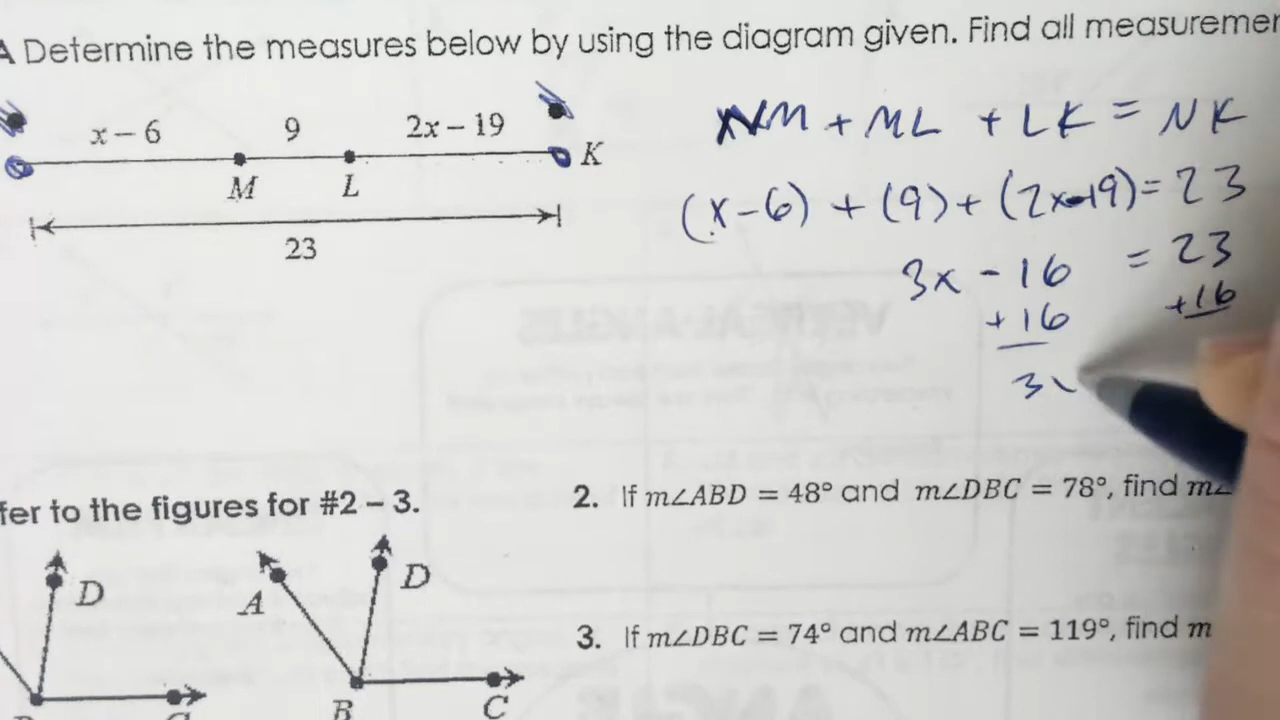 A Determine the measures below by using the diagram given. Find all measuremen
x – 6 9 2x – 19
M L K
23
NM + ML + LK = NK
(x-6) + (9) + (2x-19) = 23
3x - 16 = 23
+ 16 +16
3x
fer to the figures for #2 – 3.
2. If m∠ABD = 48° and m∠DBC = 78°, find m∠
D A D
3. If m∠DBC = 74° and m∠ABC = 119°, find m
B C